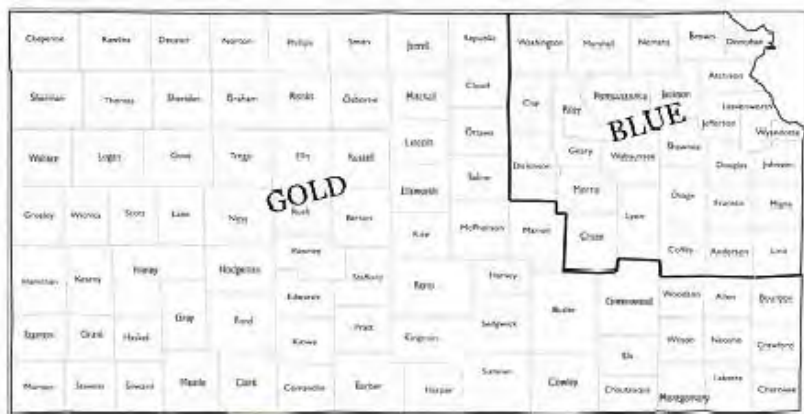 Cheyenne Rawlins Decatur Norton Phillips Smith Jewell Republic Washington Marshall Nemaha Brown Doniphan
Sherman Thomas Sheridan Graham Rooks Osborne Mitchell Cloud Clay Riley Pottawatomie Jackson Atchison
Leavenworth
Jefferson
Wyandotte
BLUE
Wallace Logan Gove Trego Ellis Russell Lincoln Ottawa Dickinson Geary Wabaunsee Shawnee Douglas Johnson
GOLD
Ellsworth Saline Morris
Greeley Wichita Scott Lane Ness Rush Barton Rice McPherson Marion Chase Lyon Osage Franklin Miami
Coffey Anderson Linn
Hamilton Kearny Finney Hodgeman Pawnee Stafford Reno Harvey
Edwards
Butler Greenwood Woodson Allen Bourbon
Gray Ford Pratt Kingman Sedgwick
Grant Haskell Kiowa Elk Wilson Neosho Crawford
Morton Stevens Seward Meade Clark Comanche Barber Harper Sumner Cowley Chautauqua Montgomery Labette Cherokee